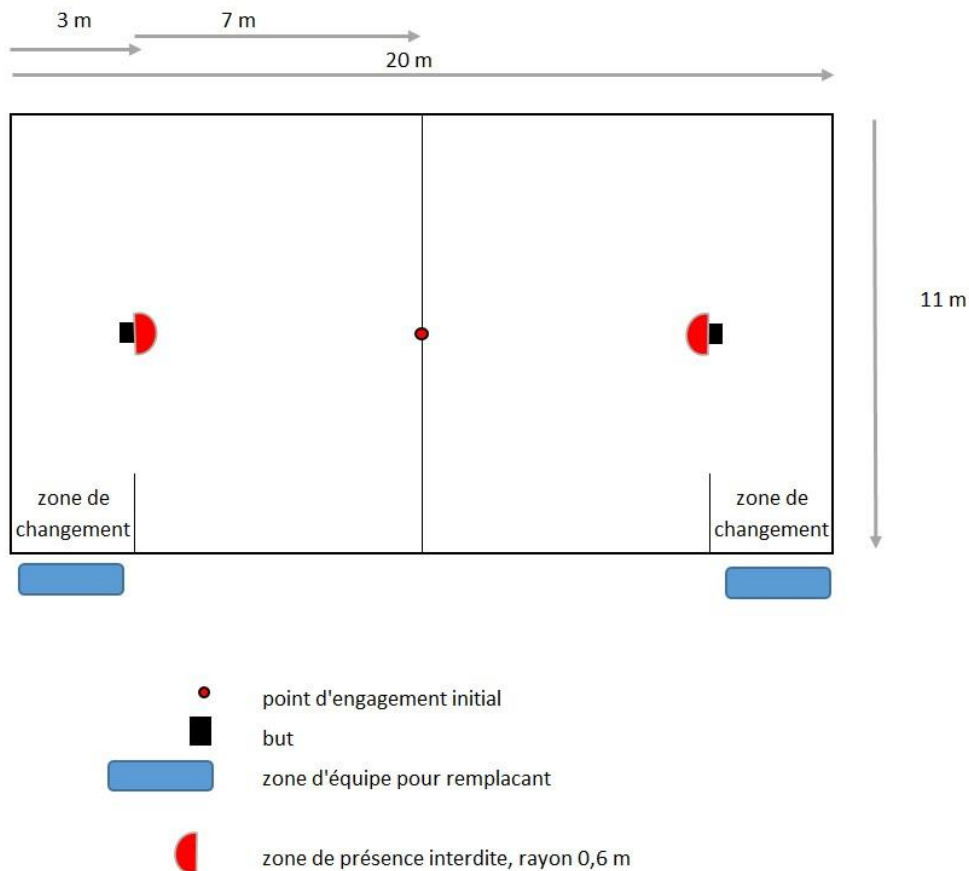 3 m
7 m
20 m
11 m
zone de
changement
zone de
changement
point d'engagement initial
but
zone d'équipe pour remplacant
zone de présence interdite, rayon 0,6 m